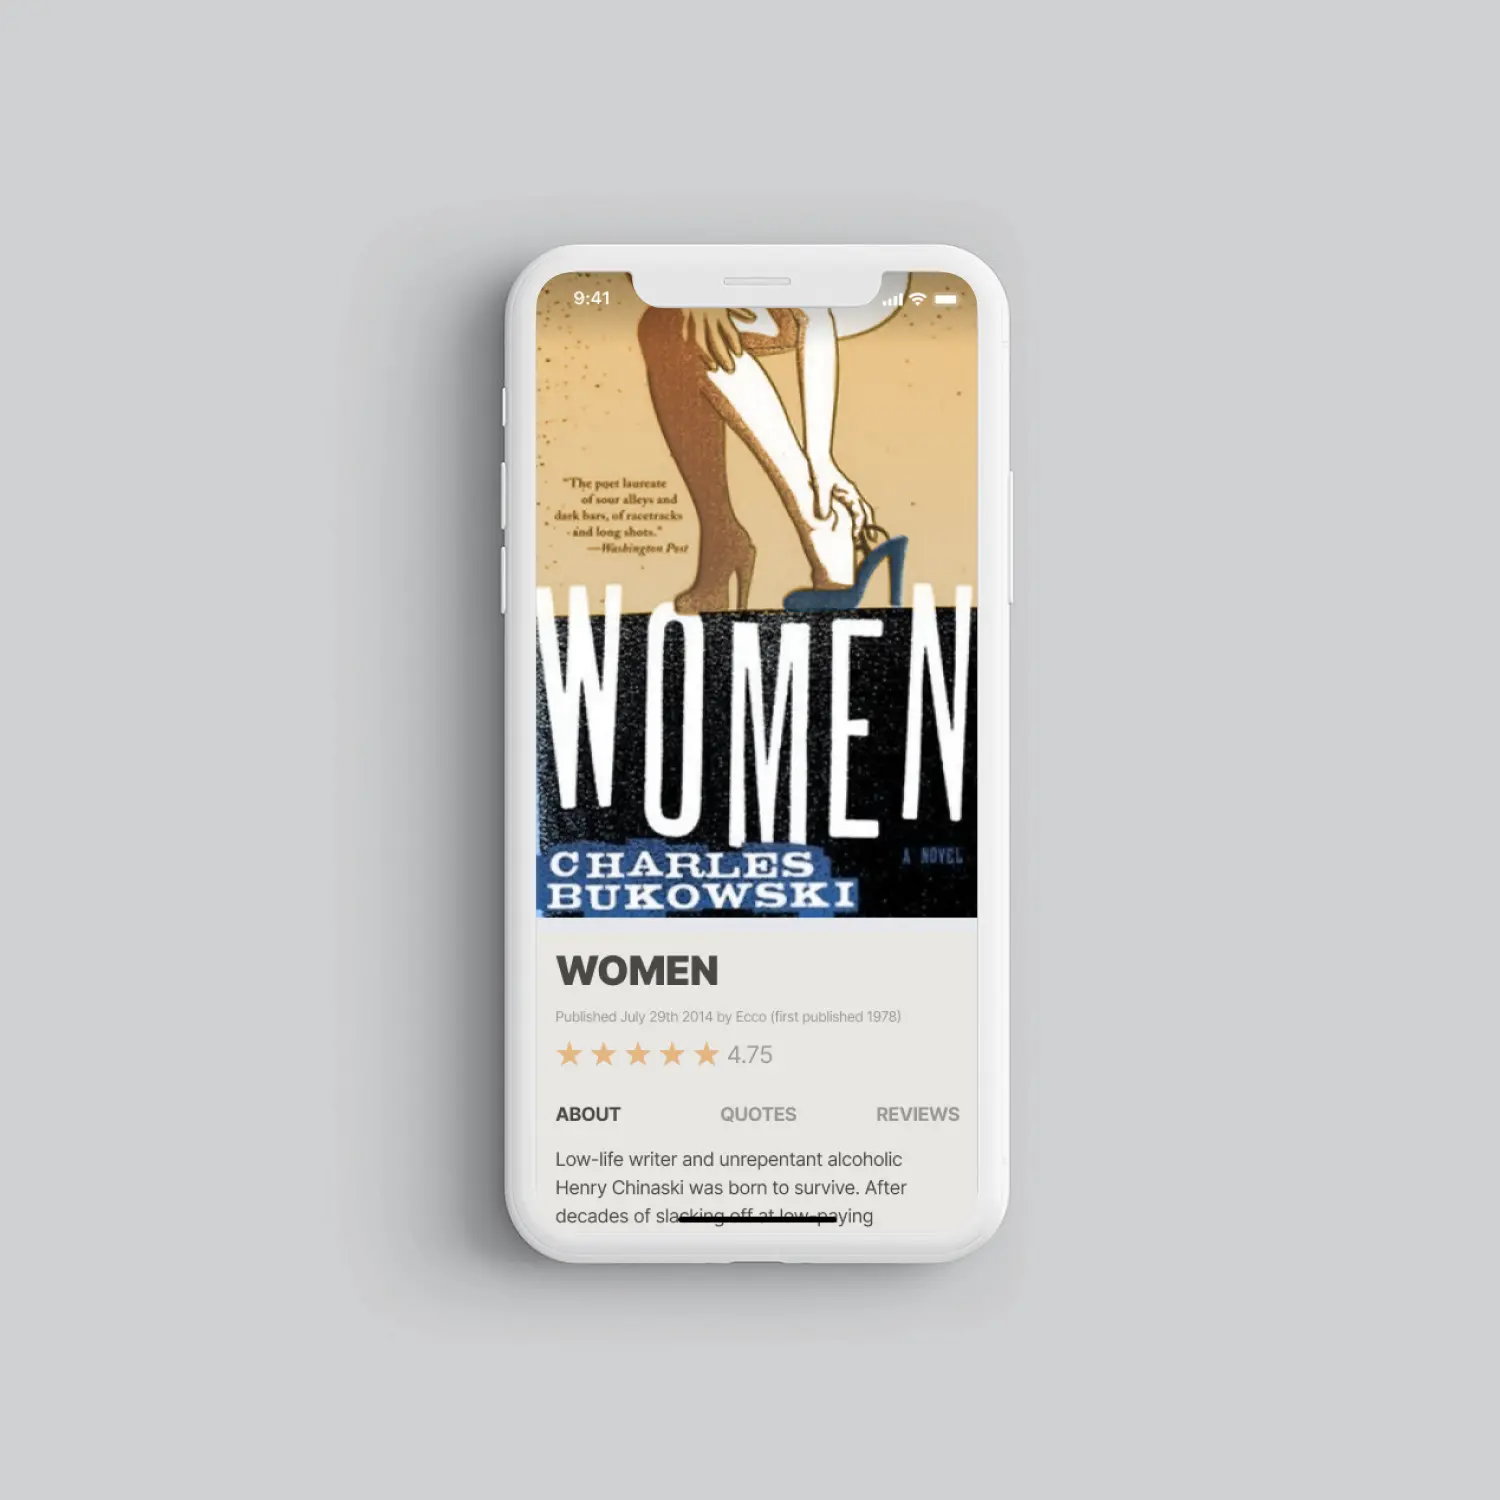 9:41
“The poet laureate
of sour alleys and
dark bars, of racetracks
and long shots.”
—Washington Post
WOMEN
A NOVEL
CHARLES
BUKOWSKI
WOMEN
Published July 29th 2014 by Ecco (first published 1978)
4.75
ABOUT QUOTES REVIEWS
Low-life writer and unrepentant alcoholic
Henry Chinaski was born to survive. After
decades of slacking off at low-paying